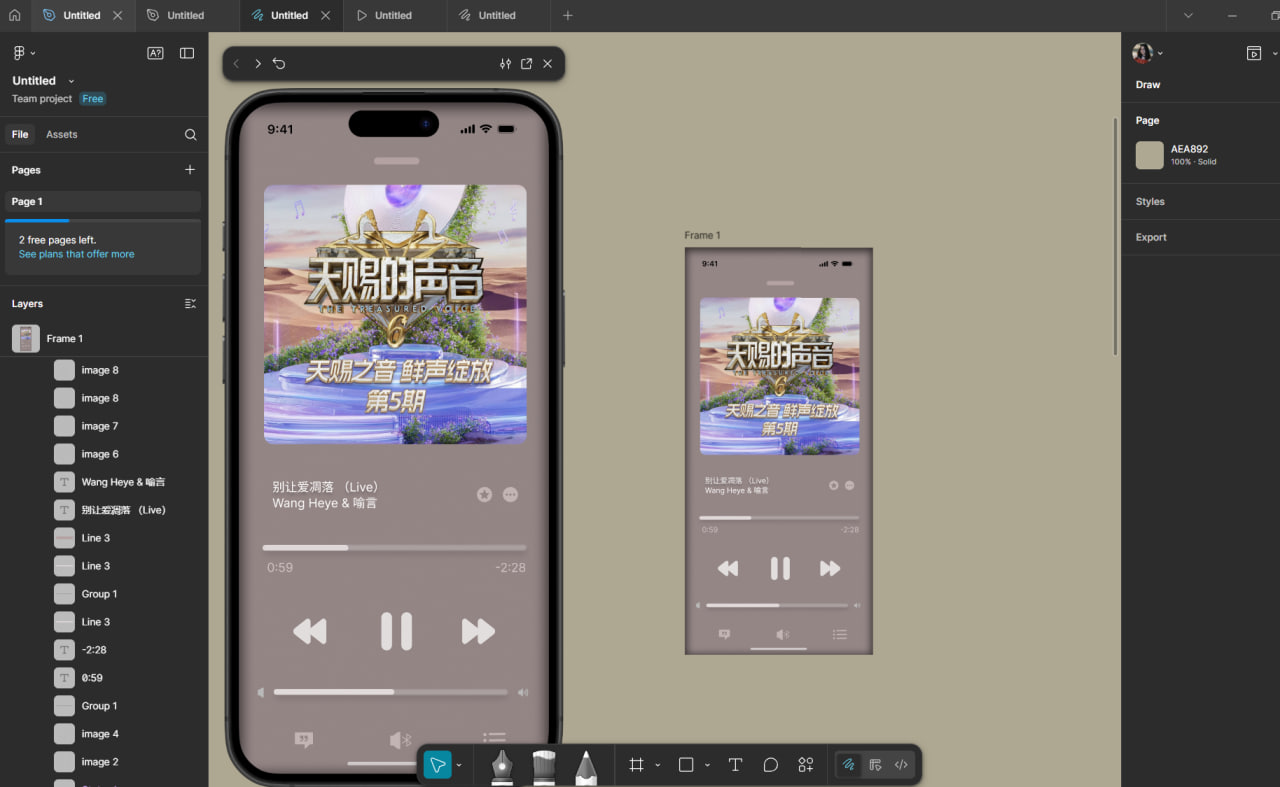 Untitled
Untitled
Untitled
Untitled
Untitled
A?
Untitled
Team project Free
File Assets
Pages
Page 1
2 free pages left.
See plans that offer more
Layers
Frame 1
image 8
image 8
image 7
image 6
T Wang Heye & 喻言
T 别让爱凋落 （Live）
Line 3
Line 3
Group 1
Line 3
T -2:28
T 0:59
Group 1
image 4
image 2
9:41
天赐的声音
THE TREASURED VOICE
6
天赐之音 鲜声绽放
第5期
别让爱凋落 （Live）
Wang Heye & 喻言
0:59 -2:28
Frame 1
9:41
天赐的声音
THE TREASURED VOICE
6
天赐之音 鲜声绽放
第5期
别让爱凋落 （Live）
Wang Heye & 喻言
0:59 -2:28
T
Draw
Page
AEA892
100% · Solid
Styles
Export